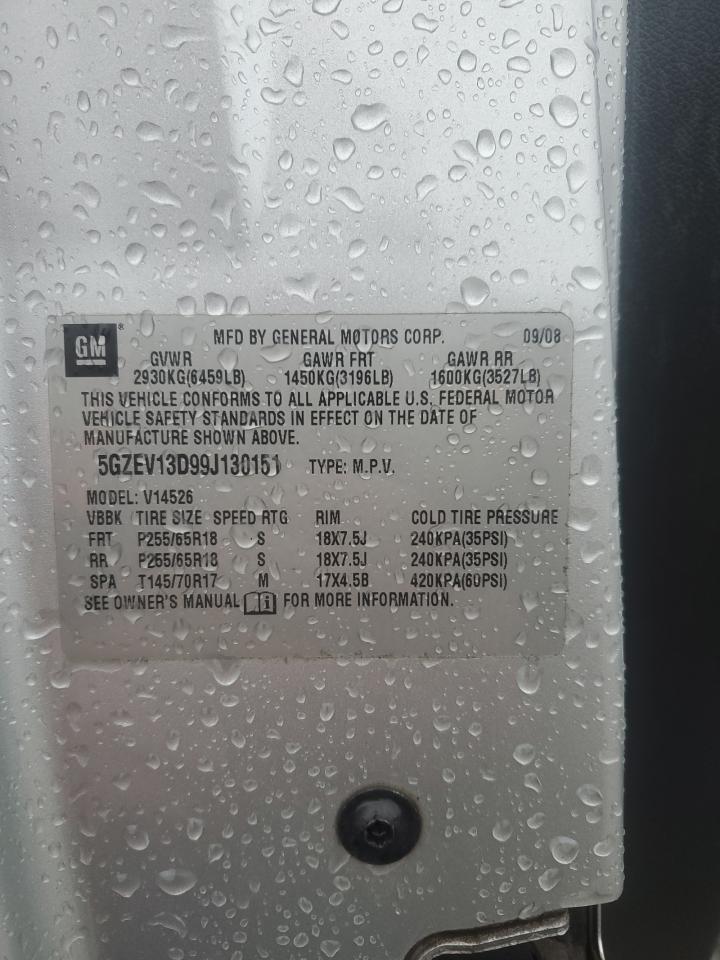 GM®
MFD BY GENERAL MOTORS CORP. 09/08
GVWR GAWR FRT GAWR RR
2930KG(6459LB) 1450KG(3196LB) 1600KG(3527LB)
THIS VEHICLE CONFORMS TO ALL APPLICABLE U.S. FEDERAL MOTOR
VEHICLE SAFETY STANDARDS IN EFFECT ON THE DATE OF
MANUFACTURE SHOWN ABOVE.
5GZEV13D99J130151 TYPE: M.P.V.
MODEL: V14526
VBBK TIRE SIZE SPEED RTG RIM COLD TIRE PRESSURE
FRT P255/65R18 S 18X7.5J 240KPA(35PSI)
RR P255/65R18 S 18X7.5J 240KPA(35PSI)
SPA T145/70R17 M 17X4.5B 420KPA(60PSI)
SEE OWNER'S MANUAL i FOR MORE INFORMATION.